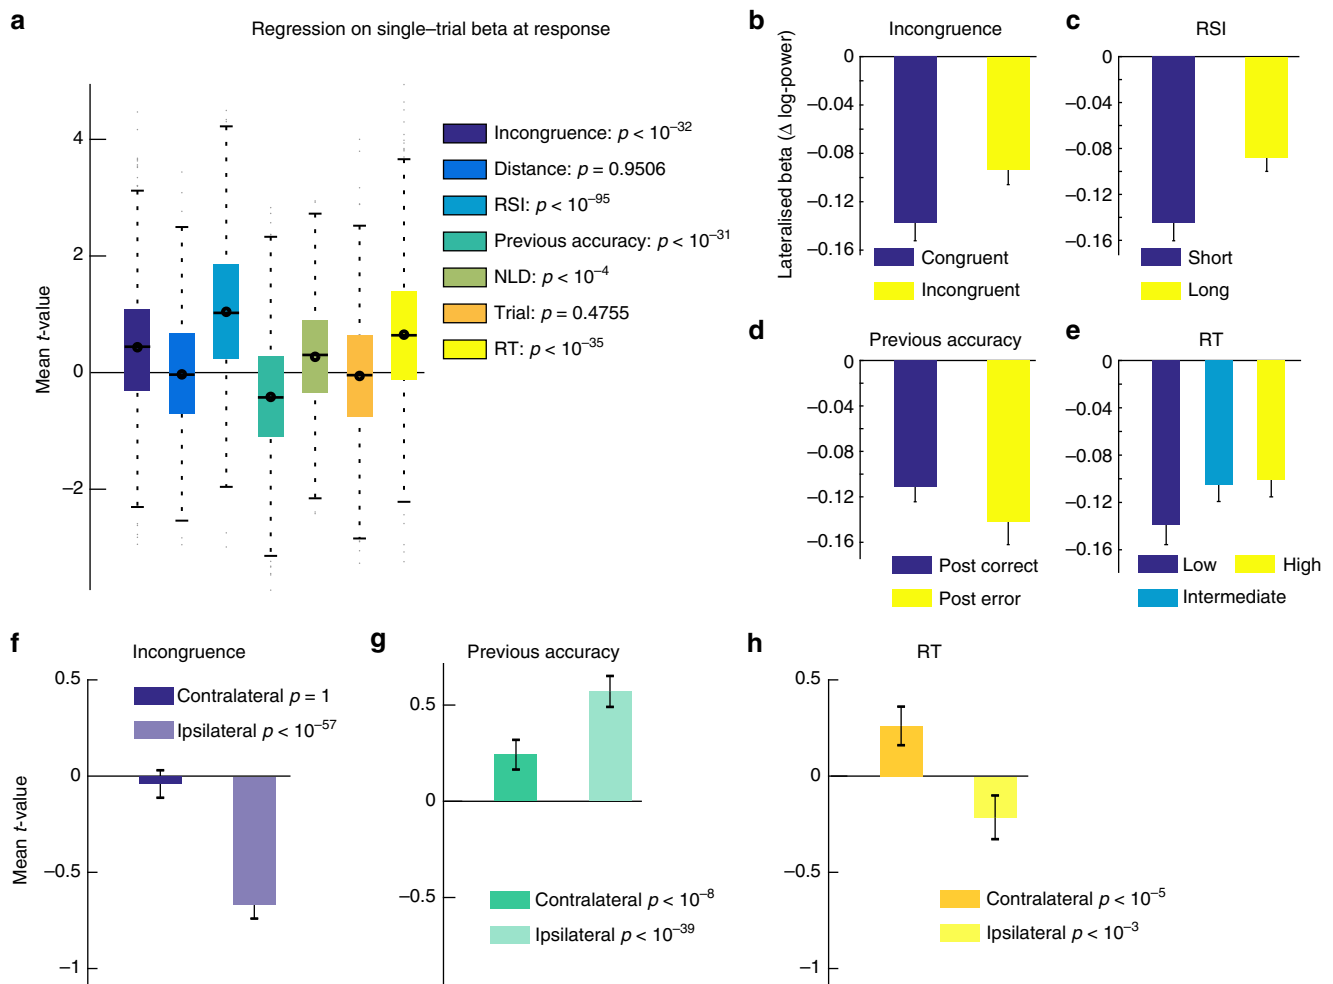 a
Regression on single–trial beta at response
Mean t-value
4
2
0
−2
Incongruence: p < 10−32
Distance: p = 0.9506
RSI: p < 10−95
Previous accuracy: p < 10−31
NLD: p < 10−4
Trial: p = 0.4755
RT: p < 10−35
b
Incongruence
Lateralised beta (Δ log-power)
0
−0.04
−0.08
−0.12
−0.16
Congruent
Incongruent
c
RSI
0
−0.04
−0.08
−0.12
−0.16
Short
Long
d
Previous accuracy
0
−0.04
−0.08
−0.12
−0.16
Post correct
Post error
e
RT
0
−0.04
−0.08
−0.12
−0.16
Low
High
Intermediate
f
Incongruence
Mean t-value
0.5
0
−0.5
−1
Contralateral p = 1
Ipsilateral p < 10−57
g
Previous accuracy
0.5
0
−0.5
Contralateral p < 10−8
Ipsilateral p < 10−39
h
RT
0.5
0
−0.5
−1
Contralateral p < 10−5
Ipsilateral p < 10−3